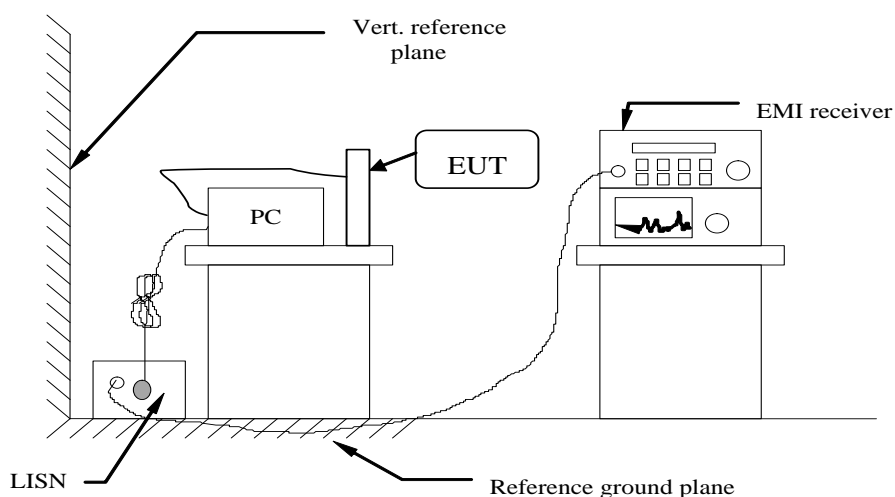 Vert. reference
plane
EMI receiver
EUT
PC
LISN
Reference ground plane